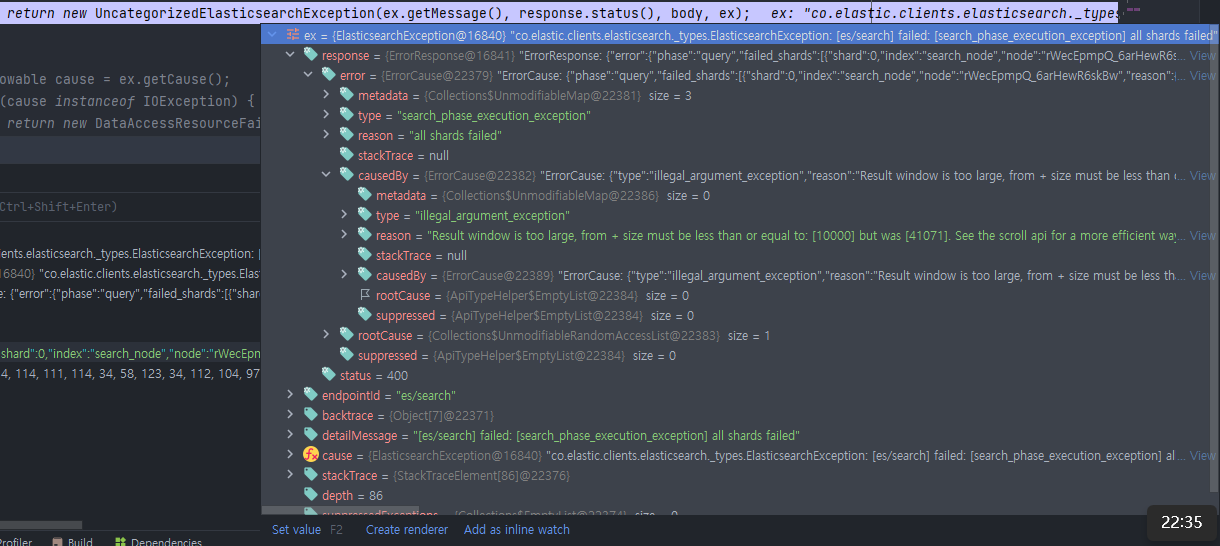 return new UncategorizedElasticsearchException(ex.getMessage(), response.status(), body, ex); ex: "co.elastic.clients.elasticsearch._types
ex = {ElasticsearchException@16840} "co.elastic.clients.elasticsearch._types.ElasticsearchException: [es/search] failed: [search_phase_execution_exception] all shards failed"
response = {ErrorResponse@16841} "ErrorResponse: {"error":{"phase":"query","failed_shards":[{"shard":0,"index":"search_node","node":"rWecEpmpQ_6arHewR6s... View
owable cause = ex.getCause();
error = {ErrorCause@22379} "ErrorCause: {"phase":"query","failed_shards":[{"shard":0,"index":"search_node","node":"rWecEpmpQ_6arHewR6skBw","reason":... View
(cause instanceof IOException) {
metadata = {Collections$UnmodifiableMap@22381} size = 3
return new DataAccessResourceFai
type = "search_phase_execution_exception"
reason = "all shards failed"
stackTrace = null
causedBy = {ErrorCause@22382} "ErrorCause: {"type":"illegal_argument_exception","reason":"Result window is too large, from + size must be less than ... View
metadata = {Collections$UnmodifiableMap@22386} size = 0
Ctrl+Shift+Enter)
type = "illegal_argument_exception"
reason = "Result window is too large, from + size must be less than or equal to: [10000] but was [41071]. See the scroll api for a more efficient way... View
ents.elasticsearch._types.ElasticsearchException: [
stackTrace = null
6840} "co.elastic.clients.elasticsearch._types.Elast
causedBy = {ErrorCause@22389} "ErrorCause: {"type":"illegal_argument_exception","reason":"Result window is too large, from + size must be less th... View
e: {"error":{"phase":"query","failed_shards":[{"shar
rootCause = {ApiTypeHelper$EmptyList@22384} size = 0
suppressed = {ApiTypeHelper$EmptyList@22384} size = 0
rootCause = {Collections$UnmodifiableRandomAccessList@22383} size = 1
shard":0,"index":"search_node","node":"rWecEpm
suppressed = {ApiTypeHelper$EmptyList@22384} size = 0
4, 114, 111, 114, 34, 58, 123, 34, 112, 104, 97
status = 400
endpointId = "es/search"
backtrace = {Object[7]@22371}
detailMessage = "[es/search] failed: [search_phase_execution_exception] all shards failed"
cause = {ElasticsearchException@16840} "co.elastic.clients.elasticsearch._types.ElasticsearchException: [es/search] failed: [search_phase_execution_exception] al... View
stackTrace = {StackTraceElement[86]@22376}
depth = 86
suppressedExceptions = {Collections$EmptyList@22374} size = 0
Set value F2 Create renderer Add as inline watch
22:35
Profiler Build Dependencies